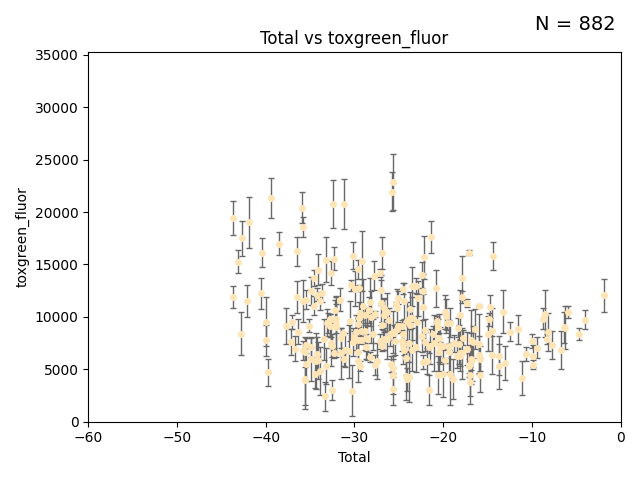 N = 882
Total vs toxgreen_fluor
35000
30000
25000
20000
15000
10000
5000
0
toxgreen_fluor
−60 −50 −40 −30 −20 −10 0
Total